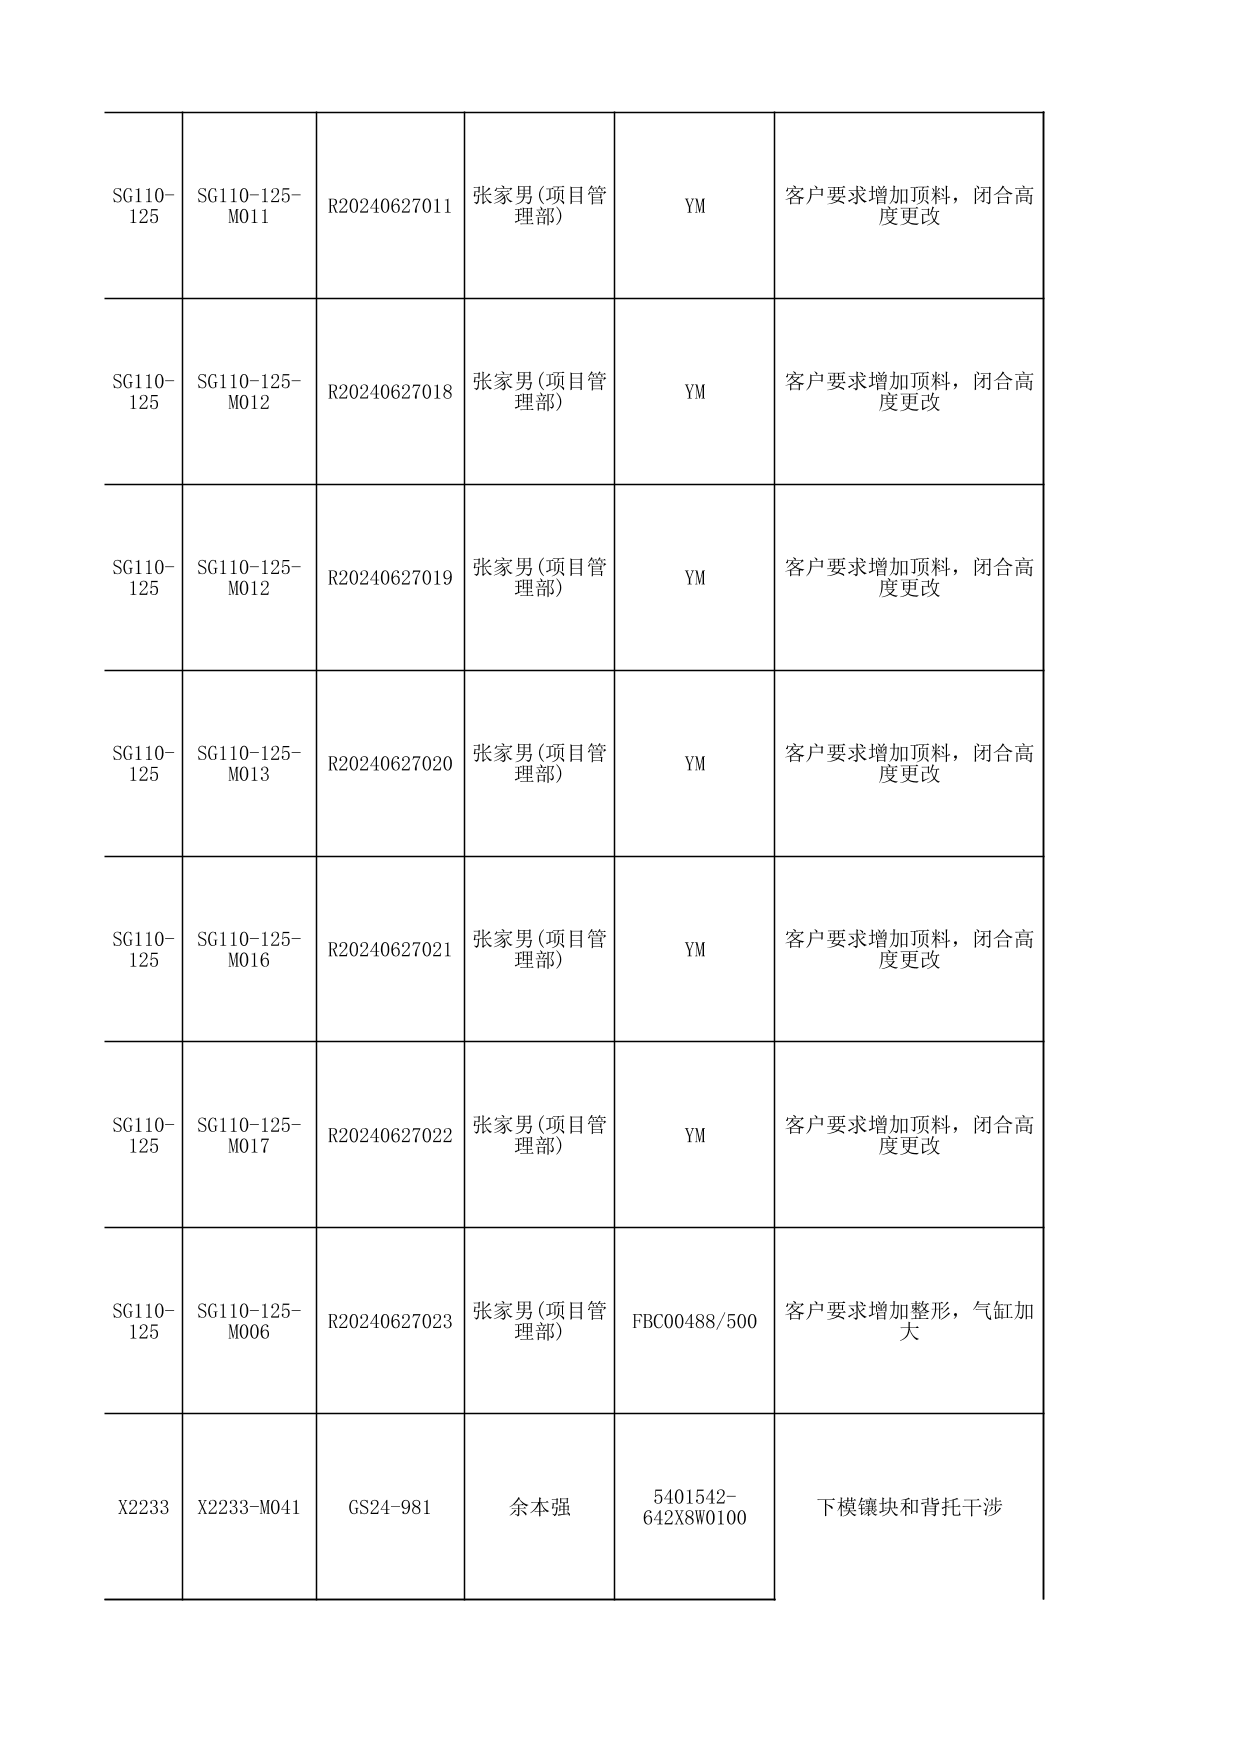 SG110-
125
SG110-125-
M011
R20240627011
张家男(项目管
理部)
YM
客户要求增加顶料，闭合高
度更改
SG110-
125
SG110-125-
M012
R20240627018
张家男(项目管
理部)
YM
客户要求增加顶料，闭合高
度更改
SG110-
125
SG110-125-
M012
R20240627019
张家男(项目管
理部)
YM
客户要求增加顶料，闭合高
度更改
SG110-
125
SG110-125-
M013
R20240627020
张家男(项目管
理部)
YM
客户要求增加顶料，闭合高
度更改
SG110-
125
SG110-125-
M016
R20240627021
张家男(项目管
理部)
YM
客户要求增加顶料，闭合高
度更改
SG110-
125
SG110-125-
M017
R20240627022
张家男(项目管
理部)
YM
客户要求增加顶料，闭合高
度更改
SG110-
125
SG110-125-
M006
R20240627023
张家男(项目管
理部)
FBC00488/500
客户要求增加整形，气缸加
大
X2233
X2233-M041
GS24-981
余本强
5401542-
642X8W0100
下模镶块和背托干涉